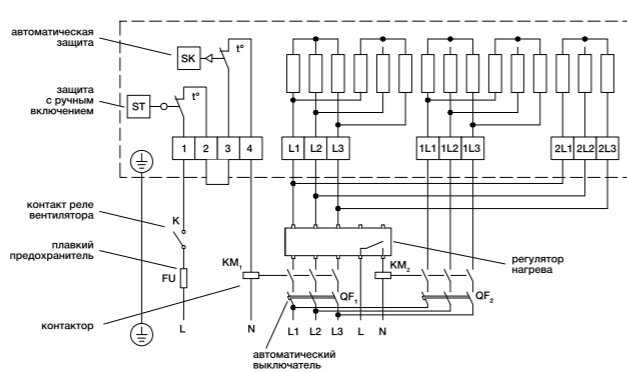 автоматическая
защита
SK
t°
защита
с ручным
включением
ST
t°
1 2 3 4
L1 L2 L3
1L1 1L2 1L3
2L1 2L2 2L3
контакт реле
вентилятора
K
плавкий
предохранитель
FU
KM1
KM2
регулятор
нагрева
QF1
QF2
контактор
L N L1 L2 L3 L N
автоматический
выключатель